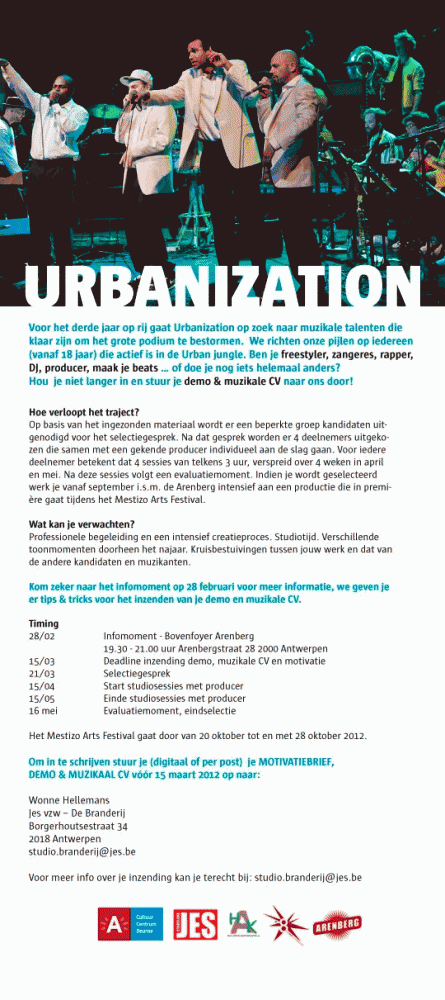 URBANIZATION
Voor het derde jaar op rij gaat Urbanization op zoek naar muzikale talenten die
klaar zijn om het grote podium te bestormen. We richten onze pijlen op iedereen
(vanaf 18 jaar) die actief is in de Urban jungle. Ben je freestyler, zangeres, rapper,
DJ, producer, maak je beats ... of doe je nog iets helemaal anders?
Hou je niet langer in en stuur je demo & muzikale CV naar ons door!
Hoe verloopt het traject?
Op basis van het ingezonden materiaal wordt er een beperkte groep kandidaten uit-
genodigd voor het selectiegesprek. Na dat gesprek worden er 4 deelnemers uitgeko-
zen die samen met een gekende producer individueel aan de slag gaan. Voor iedere
deelnemer betekent dat 4 sessies van telkens 3 uur, verspreid over 4 weken in april
en mei. Na deze sessies volgt een evaluatiemoment. Indien je wordt geselecteerd
werk je vanaf september i.s.m. de Arenberg intensief aan een productie die in premi-
ère gaat tijdens het Mestizo Arts Festival.
Wat kan je verwachten?
Professionele begeleiding en een intensief creatieproces. Studiotijd. Verschillende
toonmomenten doorheen het najaar. Kruisbestuivingen tussen jouw werk en dat van
de andere kandidaten en muzikanten.
Kom zeker naar het infomoment op 28 februari voor meer informatie, we geven je
er tips & tricks voor het inzenden van je demo en muzikale CV.
Timing
28/02 Infomoment - Bovenfoyer Arenberg
19.30 - 21.00 uur Arenbergstraat 28 2000 Antwerpen
15/03 Deadline inzending demo, muzikale CV en motivatie
21/03 Selectiegesprek
15/04 Start studiosessies met producer
15/05 Einde studiosessies met producer
16 mei Evaluatiemoment, eindselectie
Het Mestizo Arts Festival gaat door van 20 oktober tot en met 28 oktober 2012.
Om in te schrijven stuur je (digitaal of per post) je MOTIVATIEBRIEF,
DEMO & MUZIKAAL CV vóór 15 maart 2012 op naar:
Wonne Hellemans
Jes vzw – De Branderij
Borgerhoutsestraat 34
2018 Antwerpen
studio.branderij@jes.be
Voor meer info over je inzending kan je terecht bij: studio.branderij@jes.be
A Cultuur
Centrum
Deurne
JES
HAK
ARENBERG